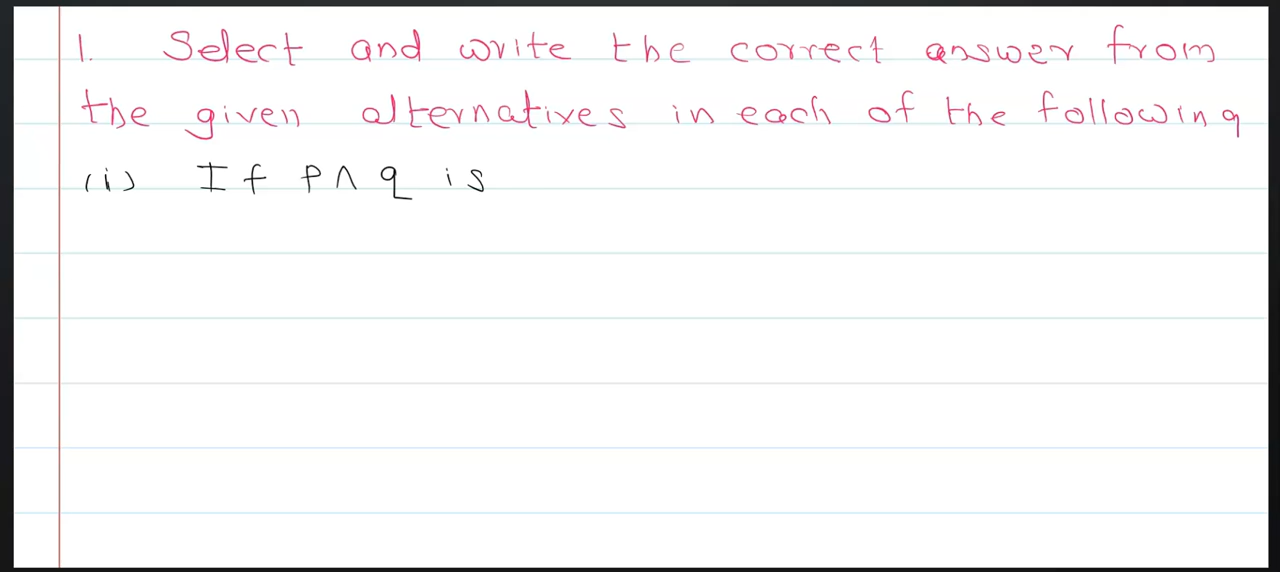 1. Select and write the correct answer from
the given alternatives in each of the following
(i) If p∧q is